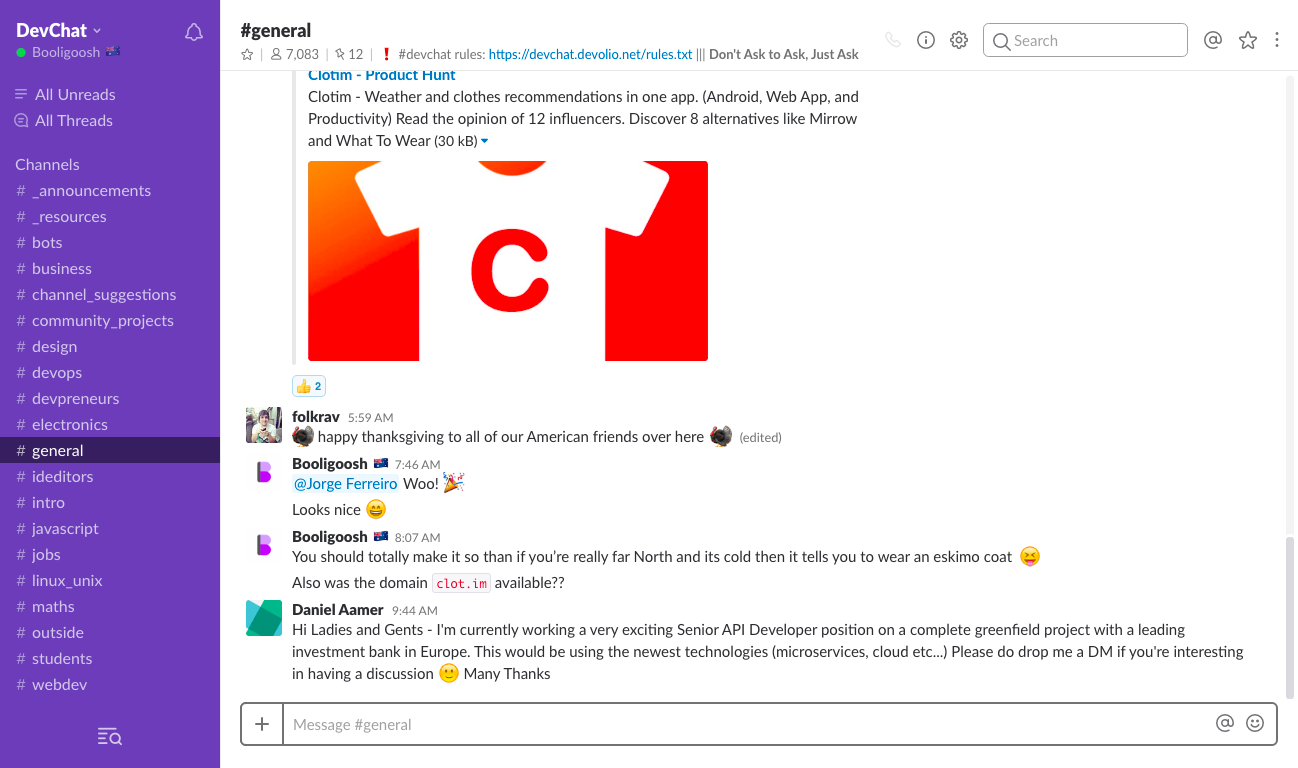 DevChat
Booligoosh
All Unreads
All Threads
Channels
# _announcements
# _resources
# bots
# business
# channel_suggestions
# community_projects
# design
# devops
# devpreneurs
# electronics
# general
# ideditors
# intro
# javascript
# jobs
# linux_unix
# maths
# outside
# students
# webdev
#general
7,083 | 12 | ❗ #devchat rules: https://devchat.devolio.net/rules.txt ||| Don't Ask to Ask, Just Ask
Search
Clotim - Product Hunt
Clotim - Weather and clothes recommendations in one app. (Android, Web App, and
Productivity) Read the opinion of 12 influencers. Discover 8 alternatives like Mirrow
and What To Wear (30 kB)
C
👍 2
folkrav 5:59 AM
🦃 happy thanksgiving to all of our American friends over here 🦃 (edited)
Booligoosh 🇦🇺 7:46 AM
@Jorge Ferreiro Woo! 🎉
Looks nice 😄
Booligoosh 🇦🇺 8:07 AM
You should totally make it so than if you're really far North and its cold then it tells you to wear an eskimo coat 😝
Also was the domain clot.im available??
Daniel Aamer 9:44 AM
Hi Ladies and Gents - I'm currently working a very exciting Senior API Developer position on a complete greenfield project with a leading
investment bank in Europe. This would be using the newest technologies (microservices, cloud etc...) Please do drop me a DM if you're interesting
in having a discussion 🙂 Many Thanks
Message #general